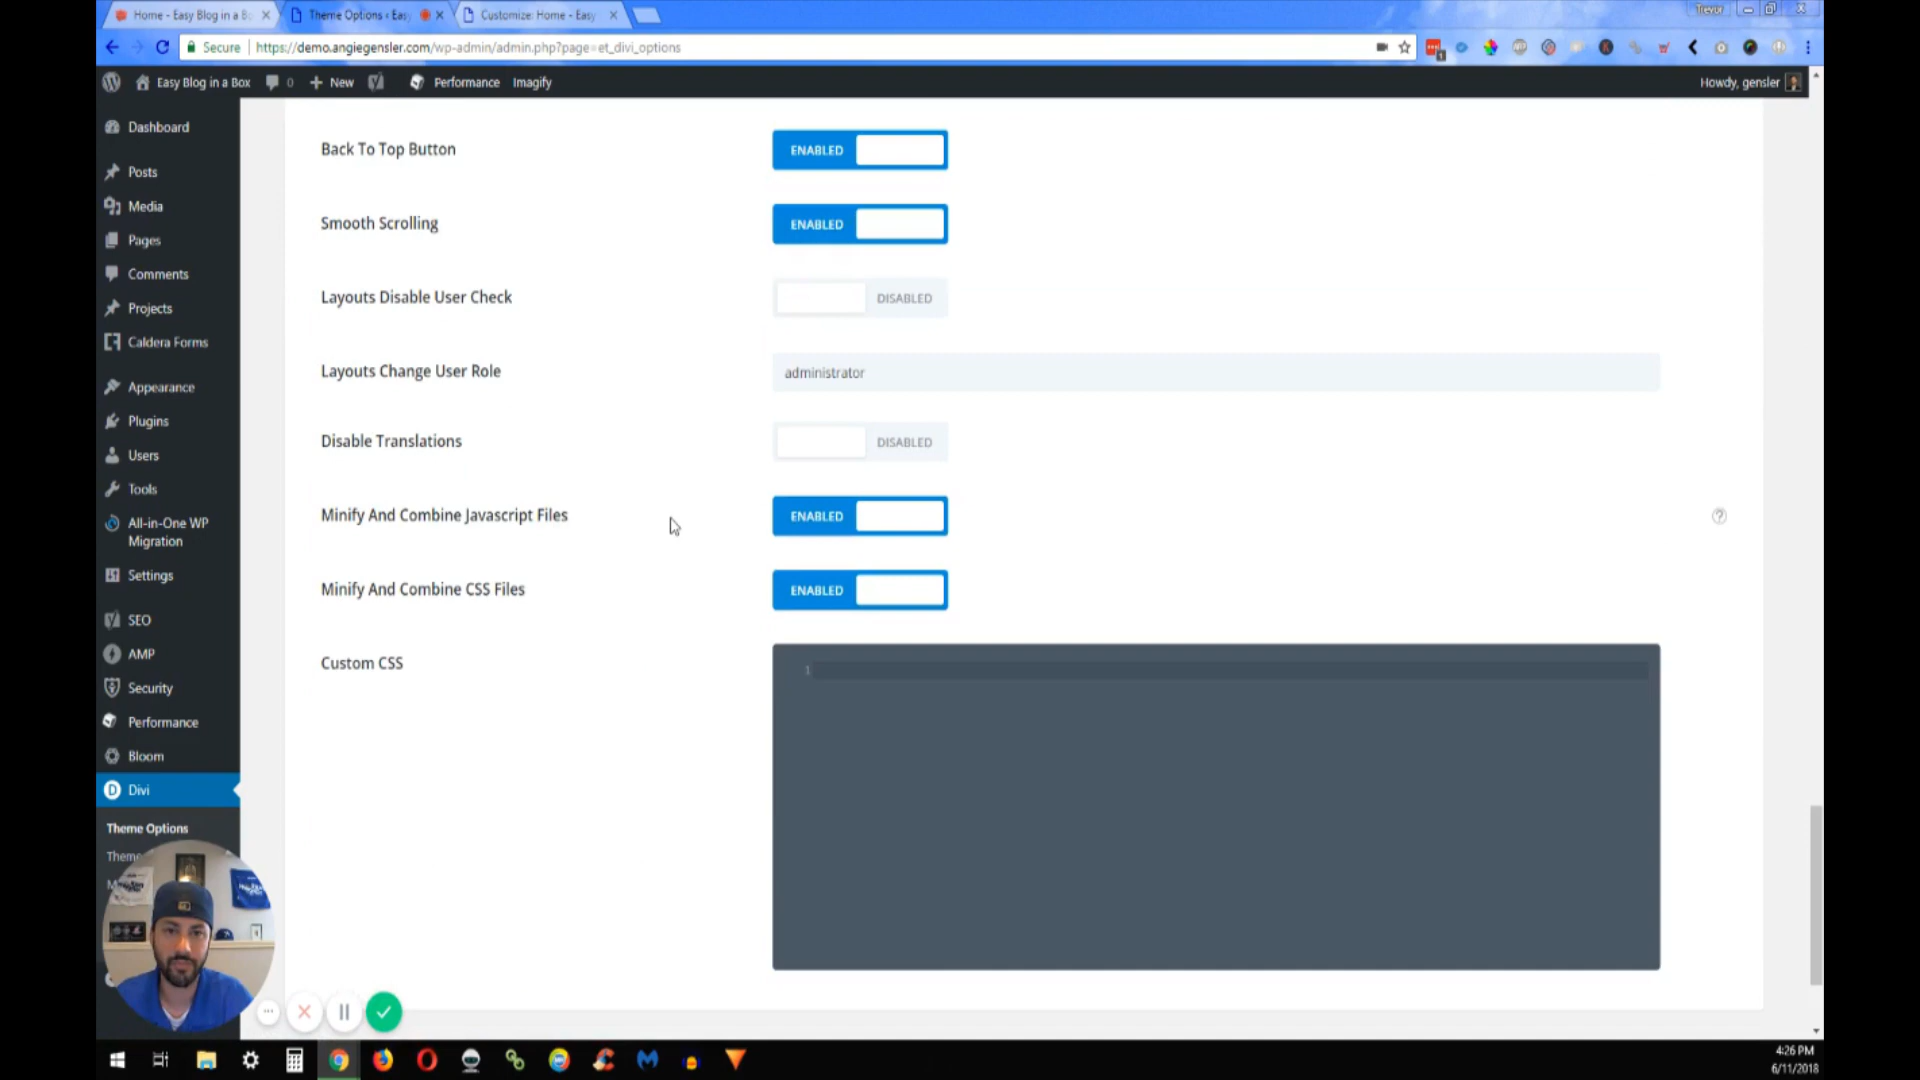 Home - Easy Blog in a Bo
Theme Options ‹ Easy
Customize: Home - Easy
Trevor
Secure
https://demo.angiegensler.com/wp-admin/admin.php?page=et_divi_options
Easy Blog in a Box
0
New
Performance
Imagify
Howdy, gensler
Dashboard
Posts
Media
Pages
Comments
Projects
Caldera Forms
Appearance
Plugins
Users
Tools
All-in-One WP
Migration
Settings
SEO
AMP
Security
Performance
Bloom
Divi
Theme Options
Back To Top Button
ENABLED
Smooth Scrolling
ENABLED
Layouts Disable User Check
DISABLED
Layouts Change User Role
administrator
Disable Translations
DISABLED
Minify And Combine Javascript Files
ENABLED
?
Minify And Combine CSS Files
ENABLED
Custom CSS
1
4:26 PM
6/11/2018